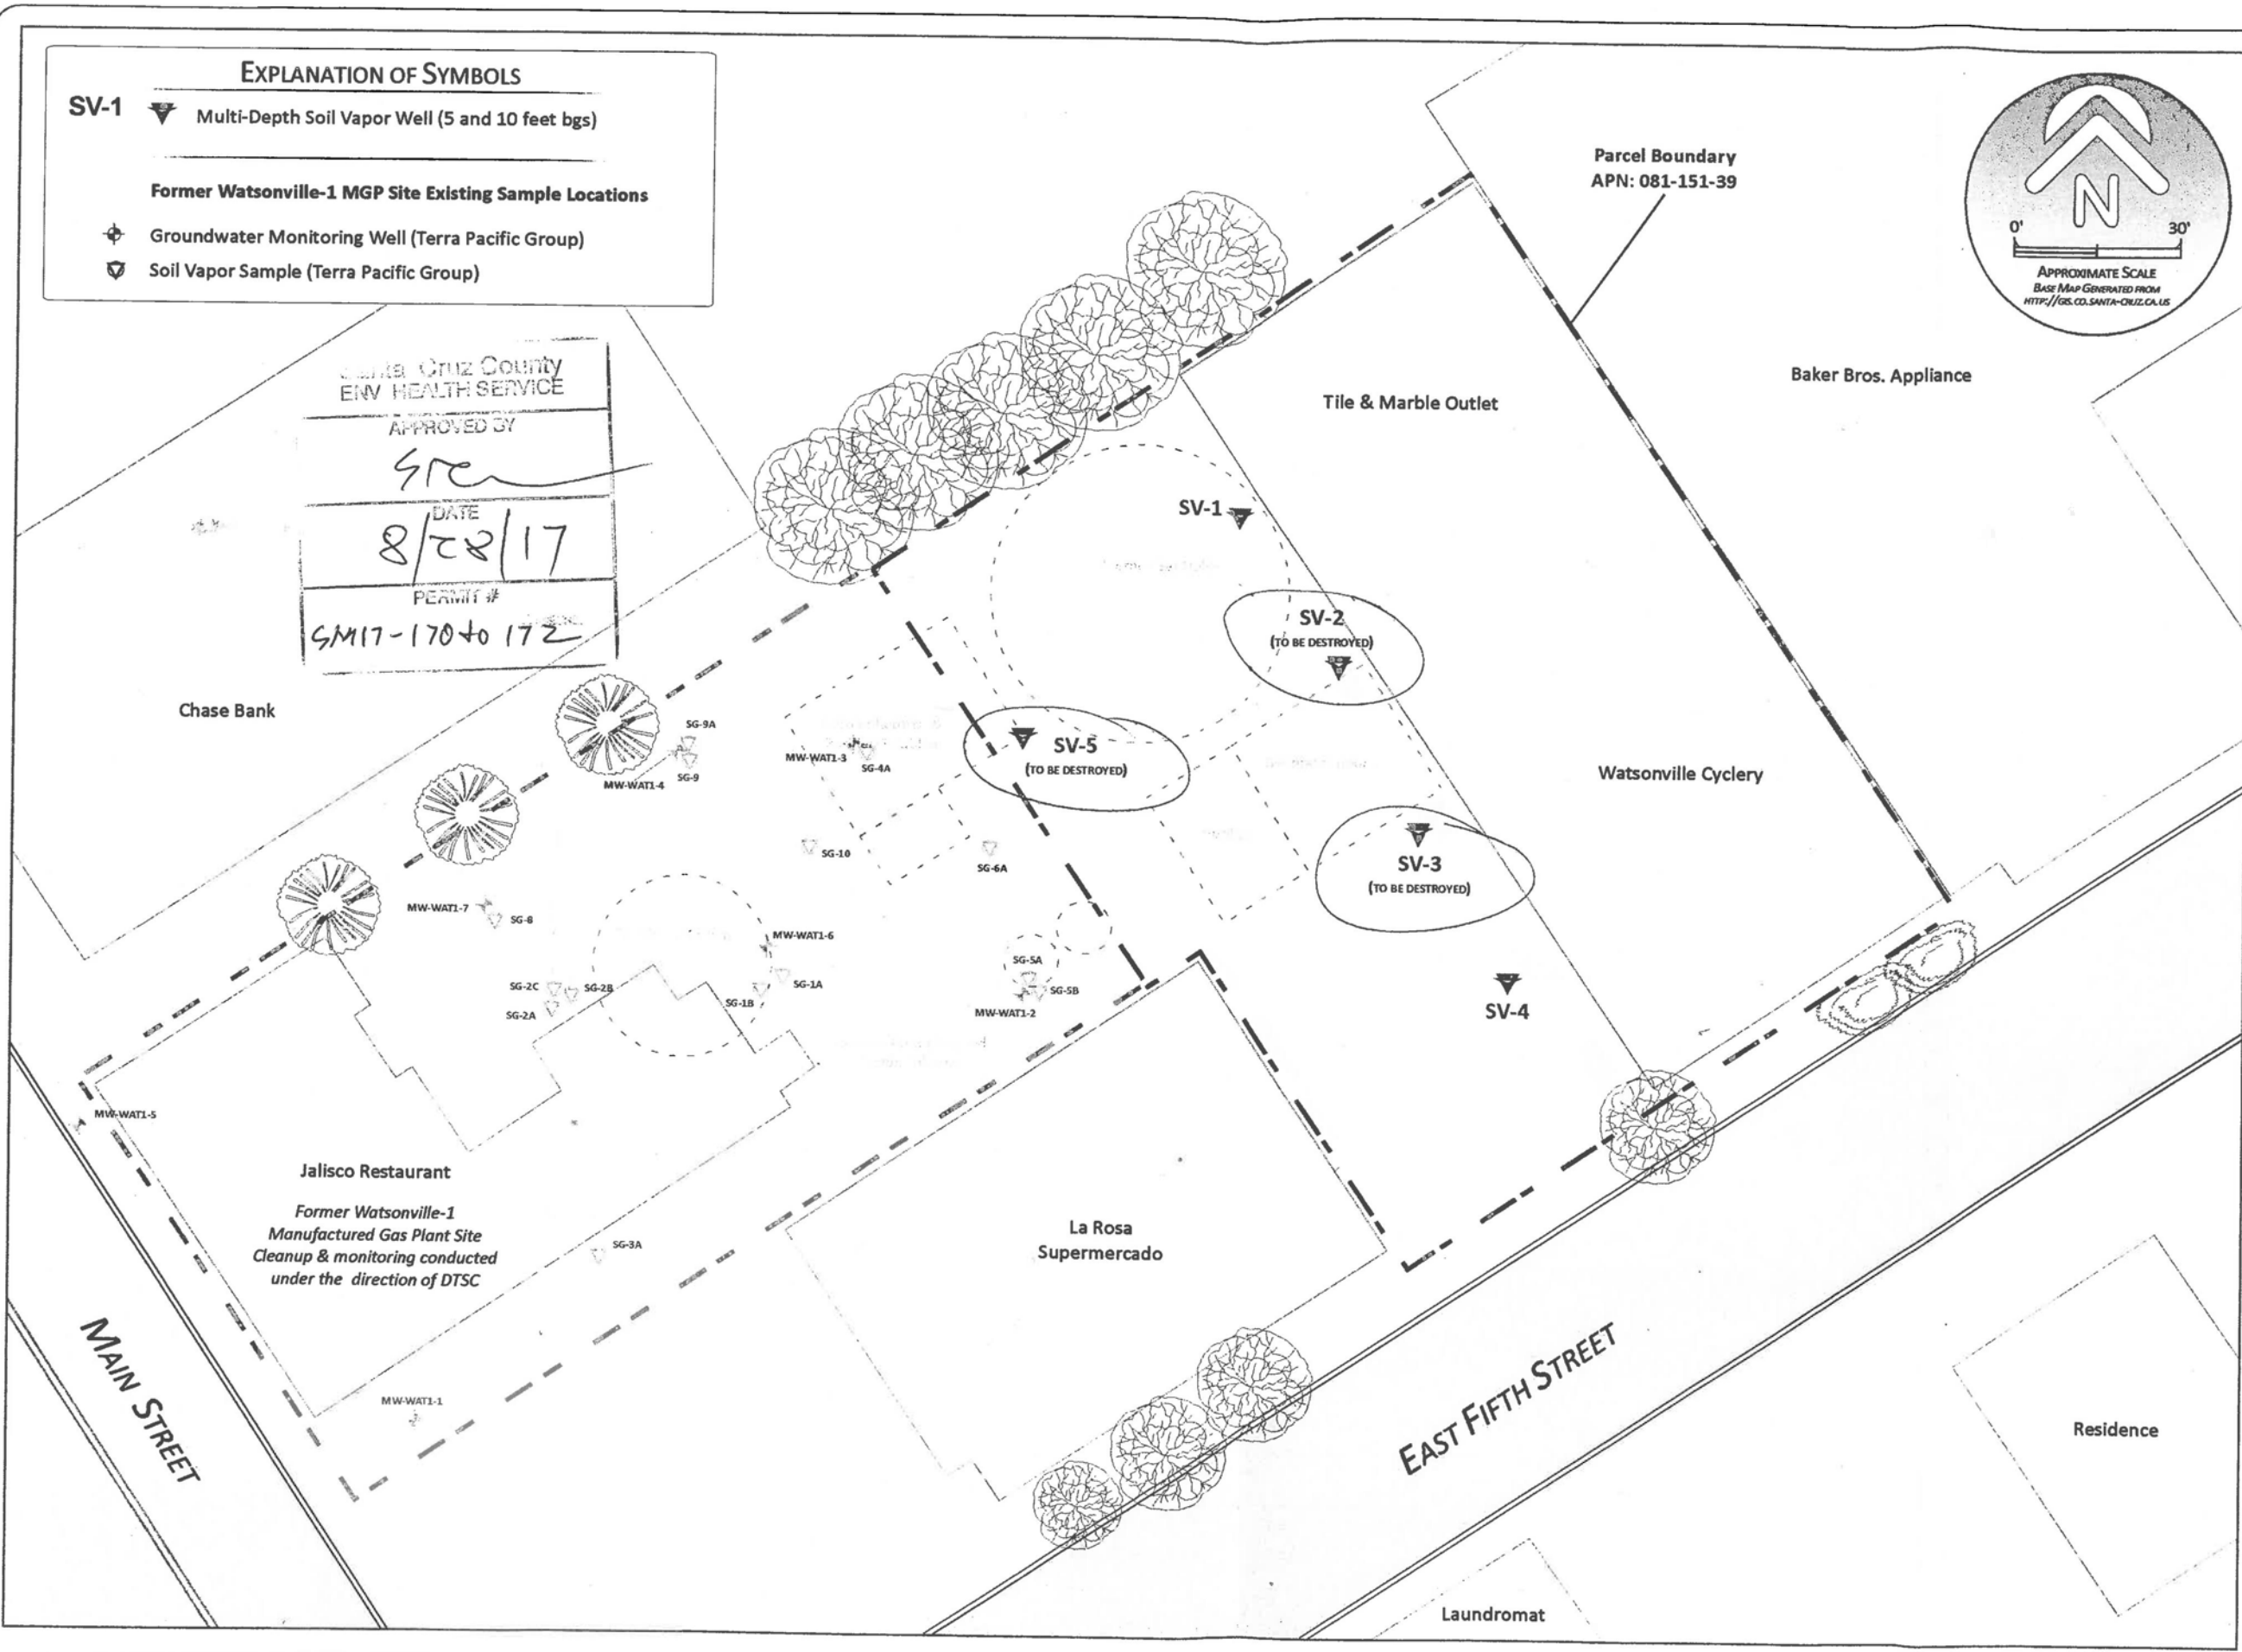 EXPLANATION OF SYMBOLS
SV-1
Multi-Depth Soil Vapor Well (5 and 10 feet bgs)
Former Watsonville-1 MGP Site Existing Sample Locations
Groundwater Monitoring Well (Terra Pacific Group)
Soil Vapor Sample (Terra Pacific Group)
Parcel Boundary
APN: 081-151-39
N
0' 30'
APPROXIMATE SCALE
BASE MAP GENERATED FROM
HTTP://GIS.CO.SANTA-CRUZ.CA.US
Cruz County
ENV HEALTH SERVICE
APPROVED BY
DATE
8/28/17
PERMIT #
SM17-170 to 172
Baker Bros. Appliance
Tile & Marble Outlet
SV-1
SV-2
(TO BE DESTROYED)
Chase Bank
SG-9A
MW-WAT1-3
SG-4A
SG-9
MW-WAT1-4
SV-5
(TO BE DESTROYED)
Watsonville Cyclery
SG-10
SG-6A
SV-3
(TO BE DESTROYED)
MW-WAT1-7
SG-8
MW-WAT1-6
SG-5A
SG-2C
SG-2B
SG-1A
SG-1B
SG-5B
SG-2A
MW-WAT1-2
SV-4
MW-WAT1-5
Jalisco Restaurant
Former Watsonville-1
Manufactured Gas Plant Site
Cleanup & monitoring conducted
under the direction of DTSC
SG-3A
La Rosa
Supermercado
MAIN STREET
MW-WAT1-1
EAST FIFTH STREET
Residence
Laundromat